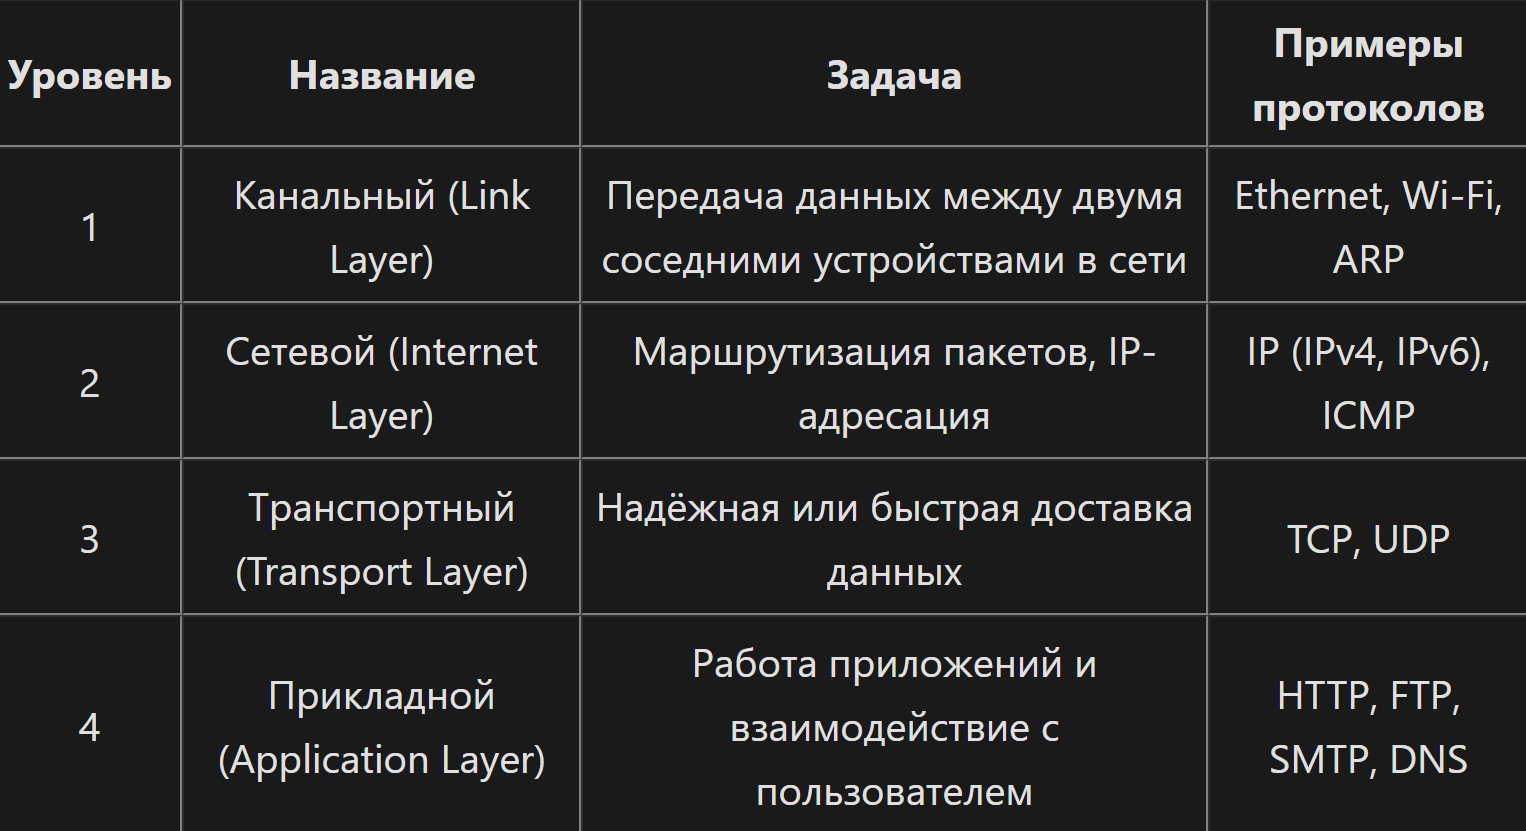 Уровень
Название
Задача
Примеры
протоколов
1
Канальный (Link
Layer)
Передача данных между двумя
соседними устройствами в сети
Ethernet, Wi-Fi,
ARP
2
Сетевой (Internet
Layer)
Маршрутизация пакетов, IP-
адресация
IP (IPv4, IPv6),
ICMP
3
Транспортный
(Transport Layer)
Надёжная или быстрая доставка
данных
TCP, UDP
4
Прикладной
(Application Layer)
Работа приложений и
взаимодействие с
пользователем
HTTP, FTP,
SMTP, DNS